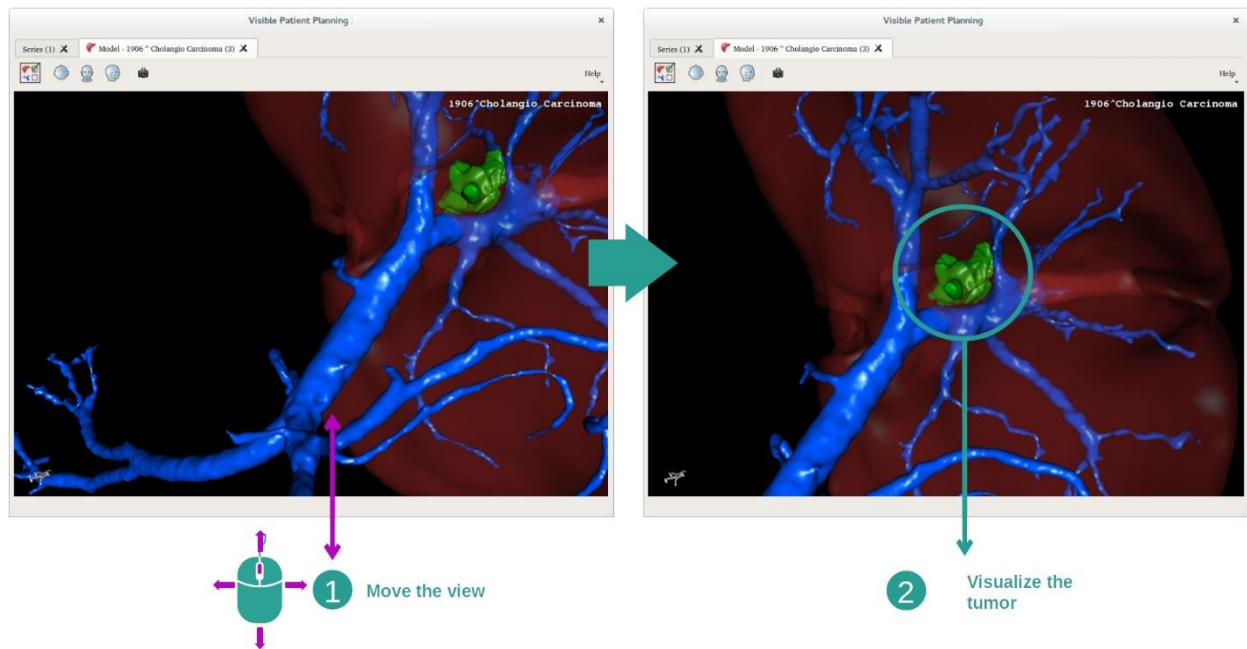 Visible Patient Planning
Series (1)
Model - 1906 ^ Cholangio Carcinoma (3)
Help
1906^Cholangio Carcinoma
Visible Patient Planning
Series (1)
Model - 1906 ^ Cholangio Carcinoma (3)
Help
1906^Cholangio Carcinoma
1
Move the view
2
Visualize the
tumor